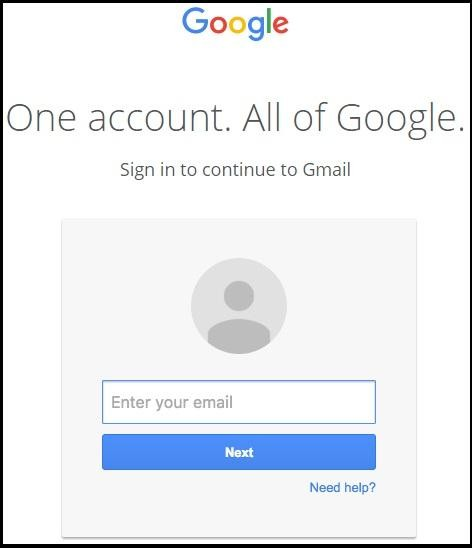 Google
One account. All of Google.
Sign in to continue to Gmail
Enter your email
Next
Need help?